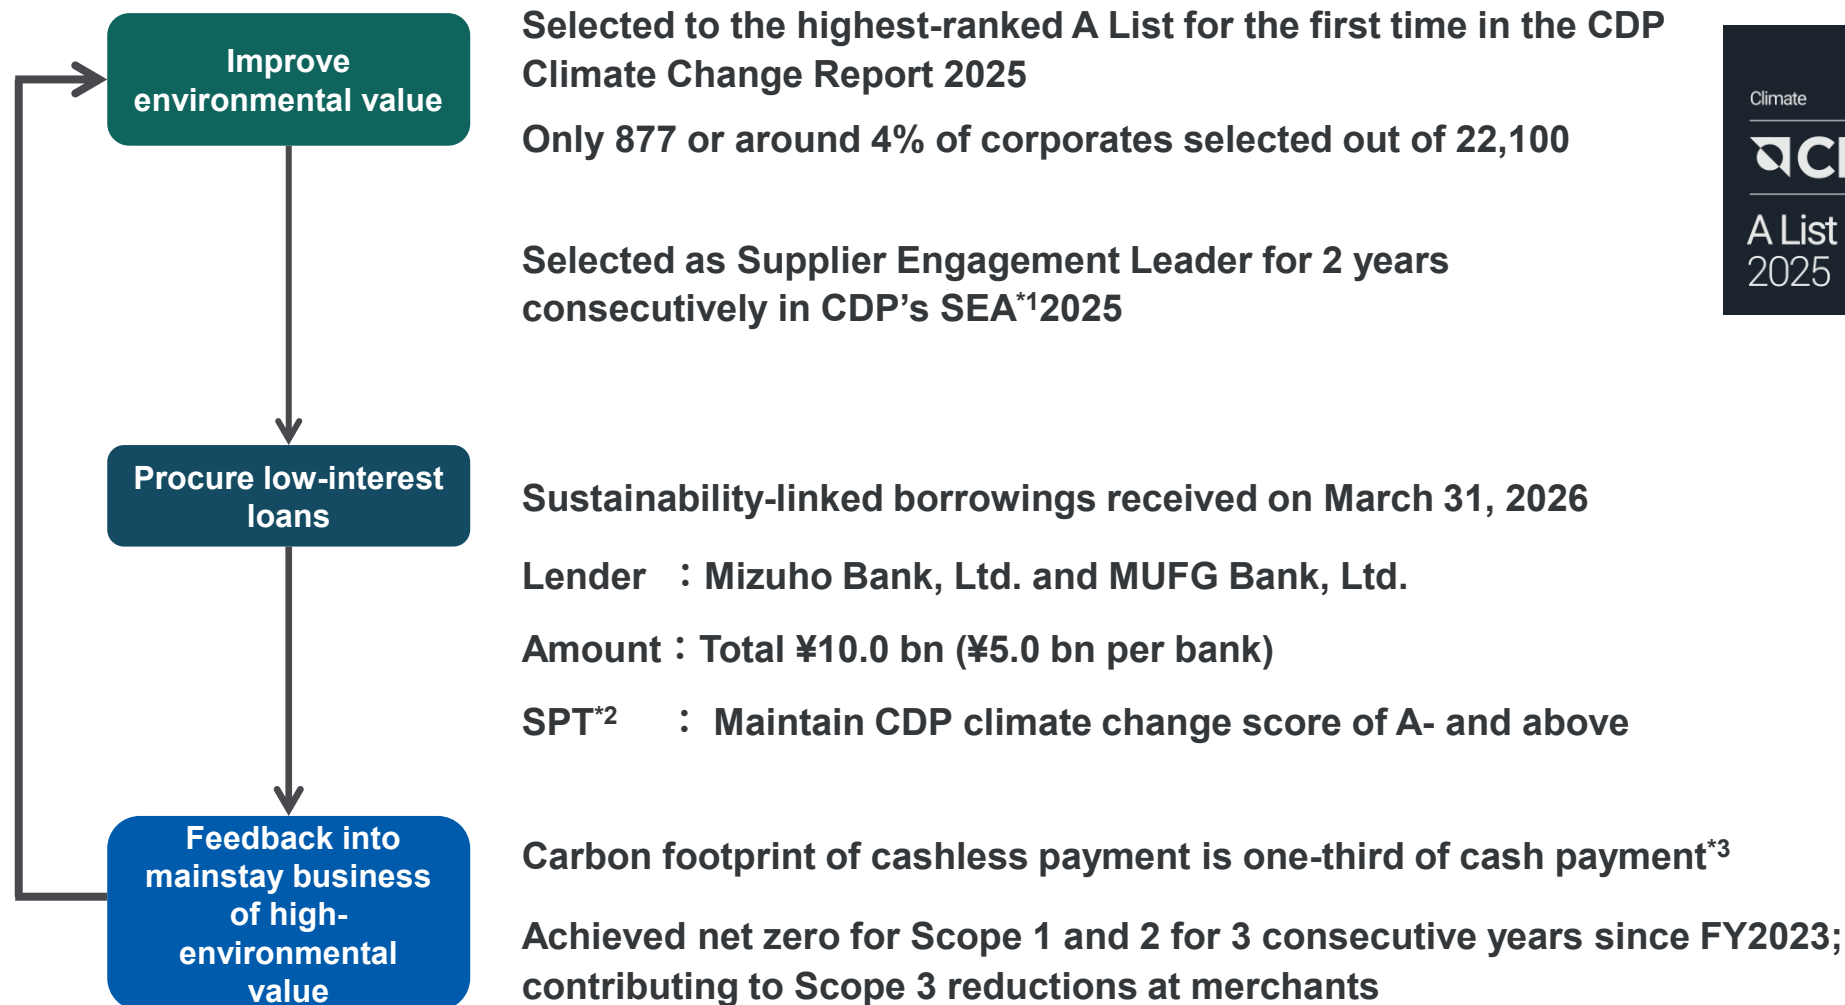 Improve
environmental value
Selected to the highest-ranked A List for the first time in the CDP
Climate Change Report 2025
Only 877 or around 4% of corporates selected out of 22,100
Selected as Supplier Engagement Leader for 2 years
consecutively in CDP’s SEA*12025
Climate
A List
2025
Procure low-interest
loans
Sustainability-linked borrowings received on March 31, 2026
Lender ：Mizuho Bank, Ltd. and MUFG Bank, Ltd.
Amount：Total ¥10.0 bn (¥5.0 bn per bank)
SPT*2 ： Maintain CDP climate change score of A- and above
Feedback into
mainstay business
of high-
environmental
value
Carbon footprint of cashless payment is one-third of cash payment*3
Achieved net zero for Scope 1 and 2 for 3 consecutive years since FY2023;
contributing to Scope 3 reductions at merchants